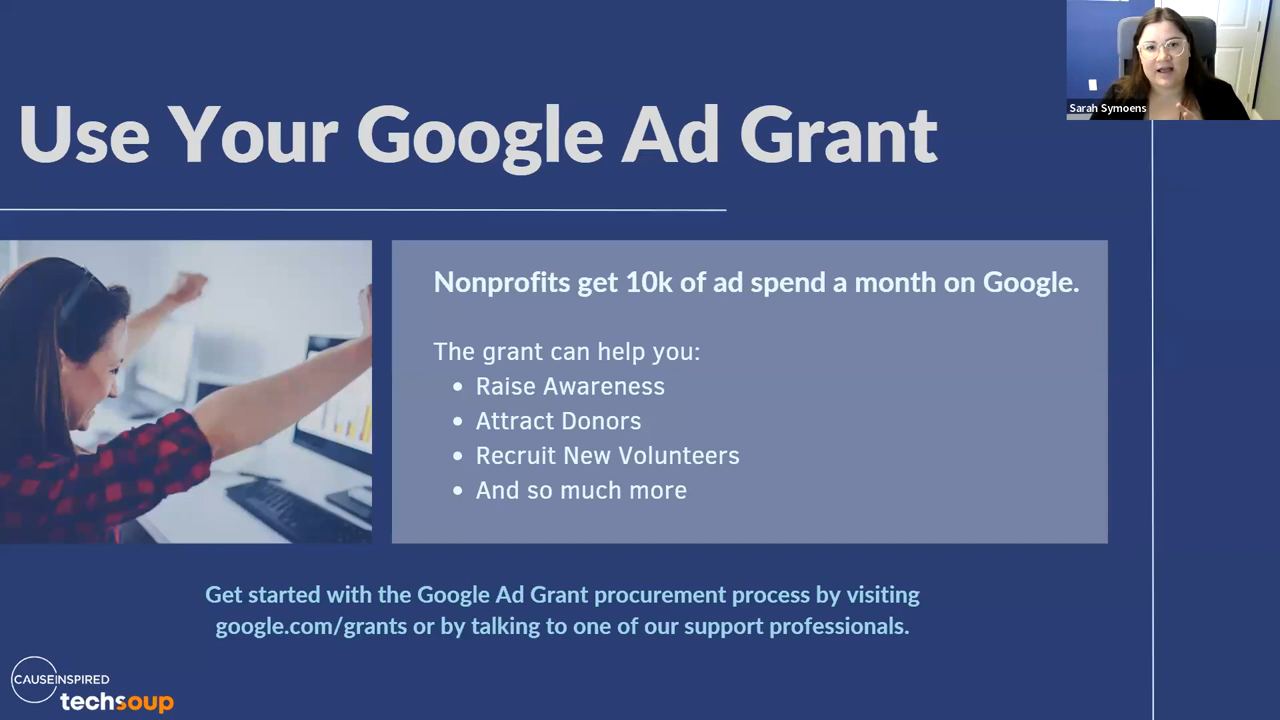 Use Your Google Ad Grant
Sarah Symoens
Nonprofits get 10k of ad spend a month on Google.
The grant can help you:
• Raise Awareness
• Attract Donors
• Recruit New Volunteers
• And so much more
Get started with the Google Ad Grant procurement process by visiting
google.com/grants or by talking to one of our support professionals.
CAUSEINSPIRED
techsoup